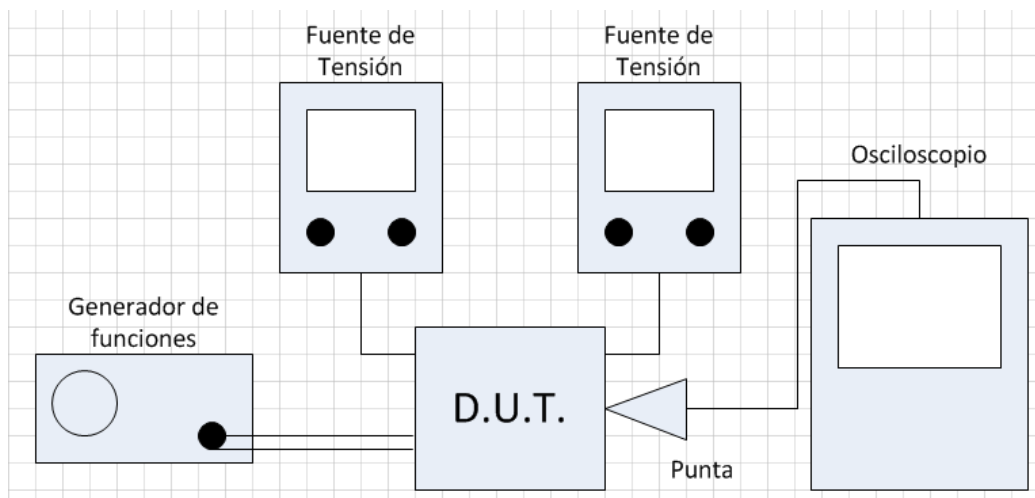 Fuente de
Tensión
Fuente de
Tensión
Osciloscopio
Generador de
funciones
D.U.T.
Punta